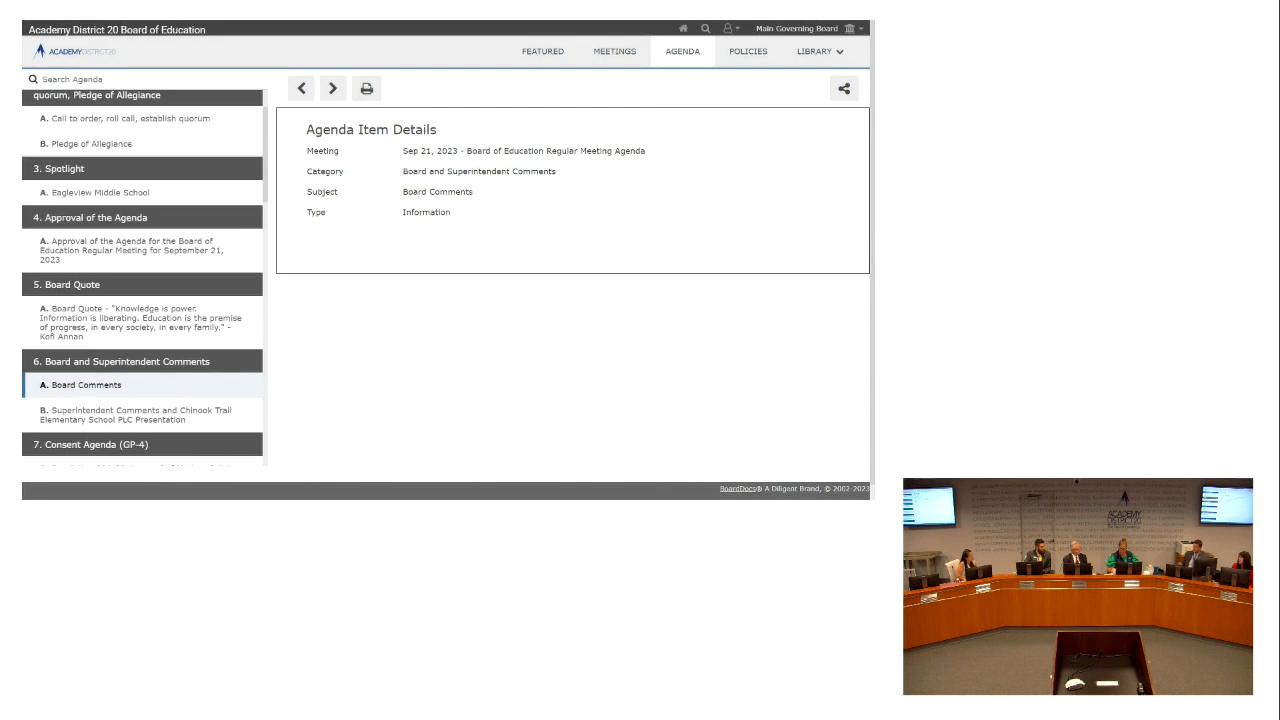 Academy District 20 Board of Education
Main Governing Board
ACADEMYDISTRICT20
FEATURED
MEETINGS
AGENDA
POLICIES
LIBRARY
Search Agenda
quorum, Pledge of Allegiance
A. Call to order, roll call, establish quorum
B. Pledge of Allegiance
3. Spotlight
A. Eagleview Middle School
4. Approval of the Agenda
A. Approval of the Agenda for the Board of
Education Regular Meeting for September 21,
2023
5. Board Quote
A. Board Quote - "Knowledge is power.
Information is liberating. Education is the premise
of progress, in every society, in every family." -
Kofi Annan
6. Board and Superintendent Comments
A. Board Comments
B. Superintendent Comments and Chinook Trail
Elementary School PLC Presentation
7. Consent Agenda (GP-4)
Agenda Item Details
Meeting Sep 21, 2023 - Board of Education Regular Meeting Agenda
Category Board and Superintendent Comments
Subject Board Comments
Type Information
BoardDocs® A Diligent Brand, © 2002-2023
ACADEMY
DISTRICT20